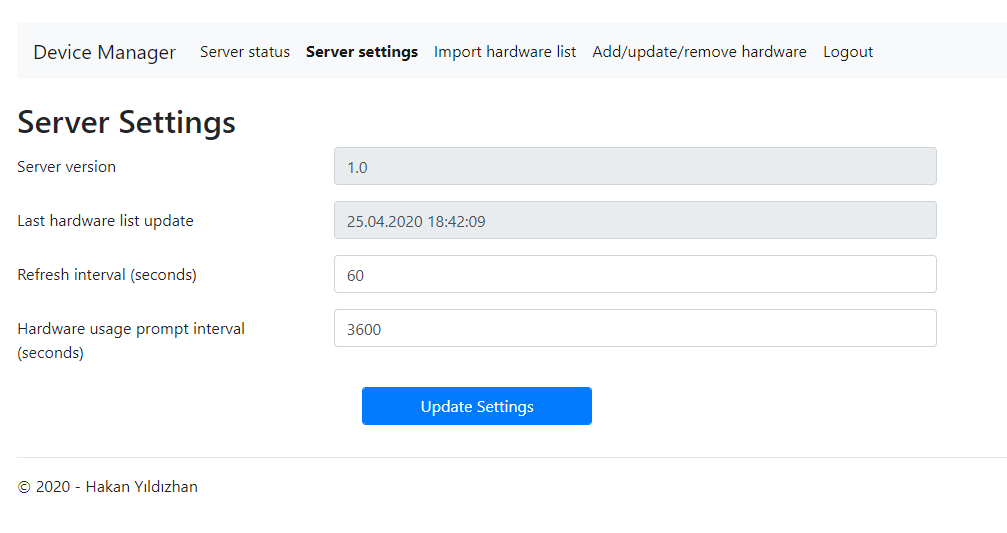 Device Manager Server status Server settings Import hardware list Add/update/remove hardware Logout
Server Settings
Server version 1.0
Last hardware list update 25.04.2020 18:42:09
Refresh interval (seconds) 60
Hardware usage prompt interval 3600
(seconds)
Update Settings
© 2020 - Hakan Yıldızhan